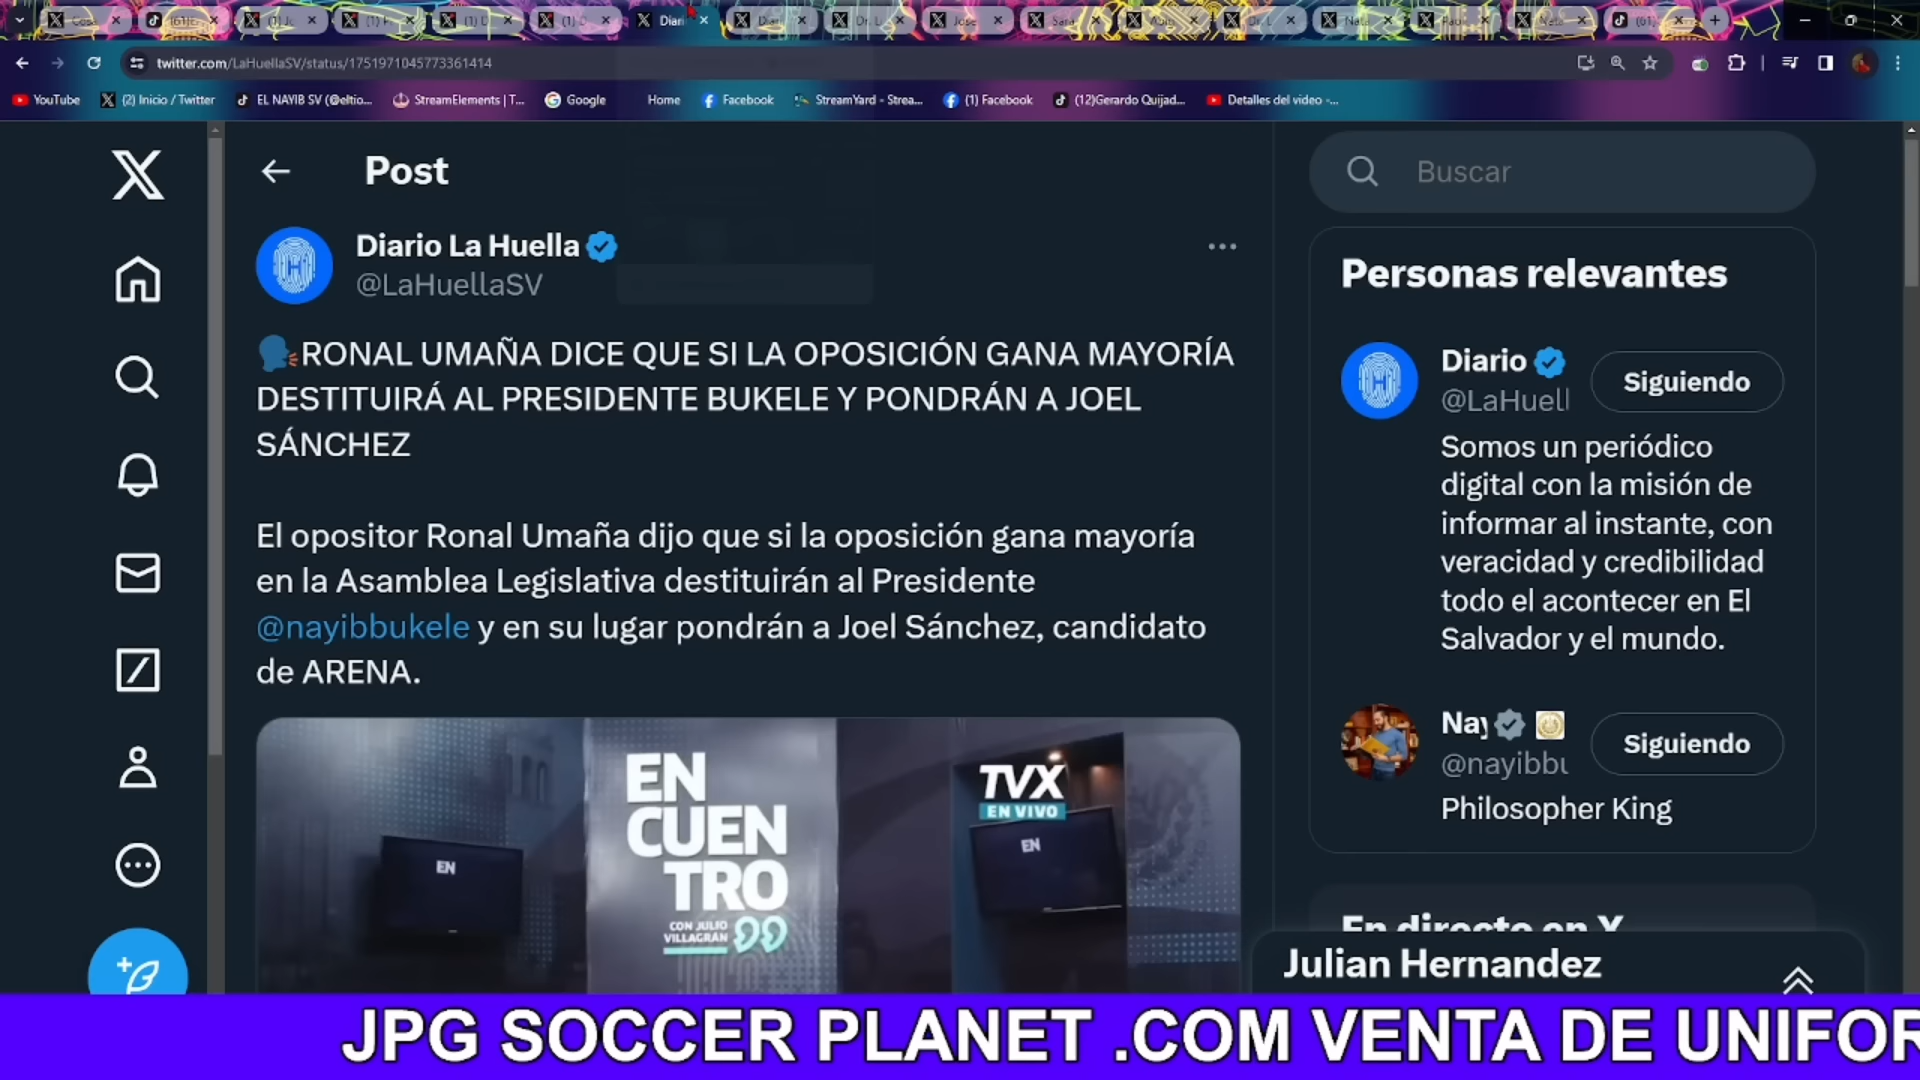 Diari
twitter.com/LaHuellaSV/status/1751971045773361414
YouTube
(2) Inicio / Twitter
EL NAYIB SV (@eltio...
StreamElements | T...
Google
Home
Facebook
StreamYard - Strea...
(1) Facebook
(12)Gerardo Quijad...
Detalles del video -...
Post
Buscar
Diario La Huella
@LaHuellaSV
RONAL UMAÑA DICE QUE SI LA OPOSICIÓN GANA MAYORÍA
DESTITUIRÁ AL PRESIDENTE BUKELE Y PONDRÁN A JOEL
SÁNCHEZ
El opositor Ronal Umaña dijo que si la oposición gana mayoría
en la Asamblea Legislativa destituirán al Presidente
@nayibbukele y en su lugar pondrán a Joel Sánchez, candidato
de ARENA.
EN
CUEN
TRO
CON JULIO
VILLAGRÁN
TVX
EN VIVO
EN
EN
Personas relevantes
Diario
@LaHuell
Siguiendo
Somos un periódico
digital con la misión de
informar al instante, con
veracidad y credibilidad
todo el acontecer en El
Salvador y el mundo.
Nay
@nayibbu
Siguiendo
Philosopher King
En directo en X
Julian Hernandez
JPG SOCCER PLANET .COM VENTA DE UNIFOR